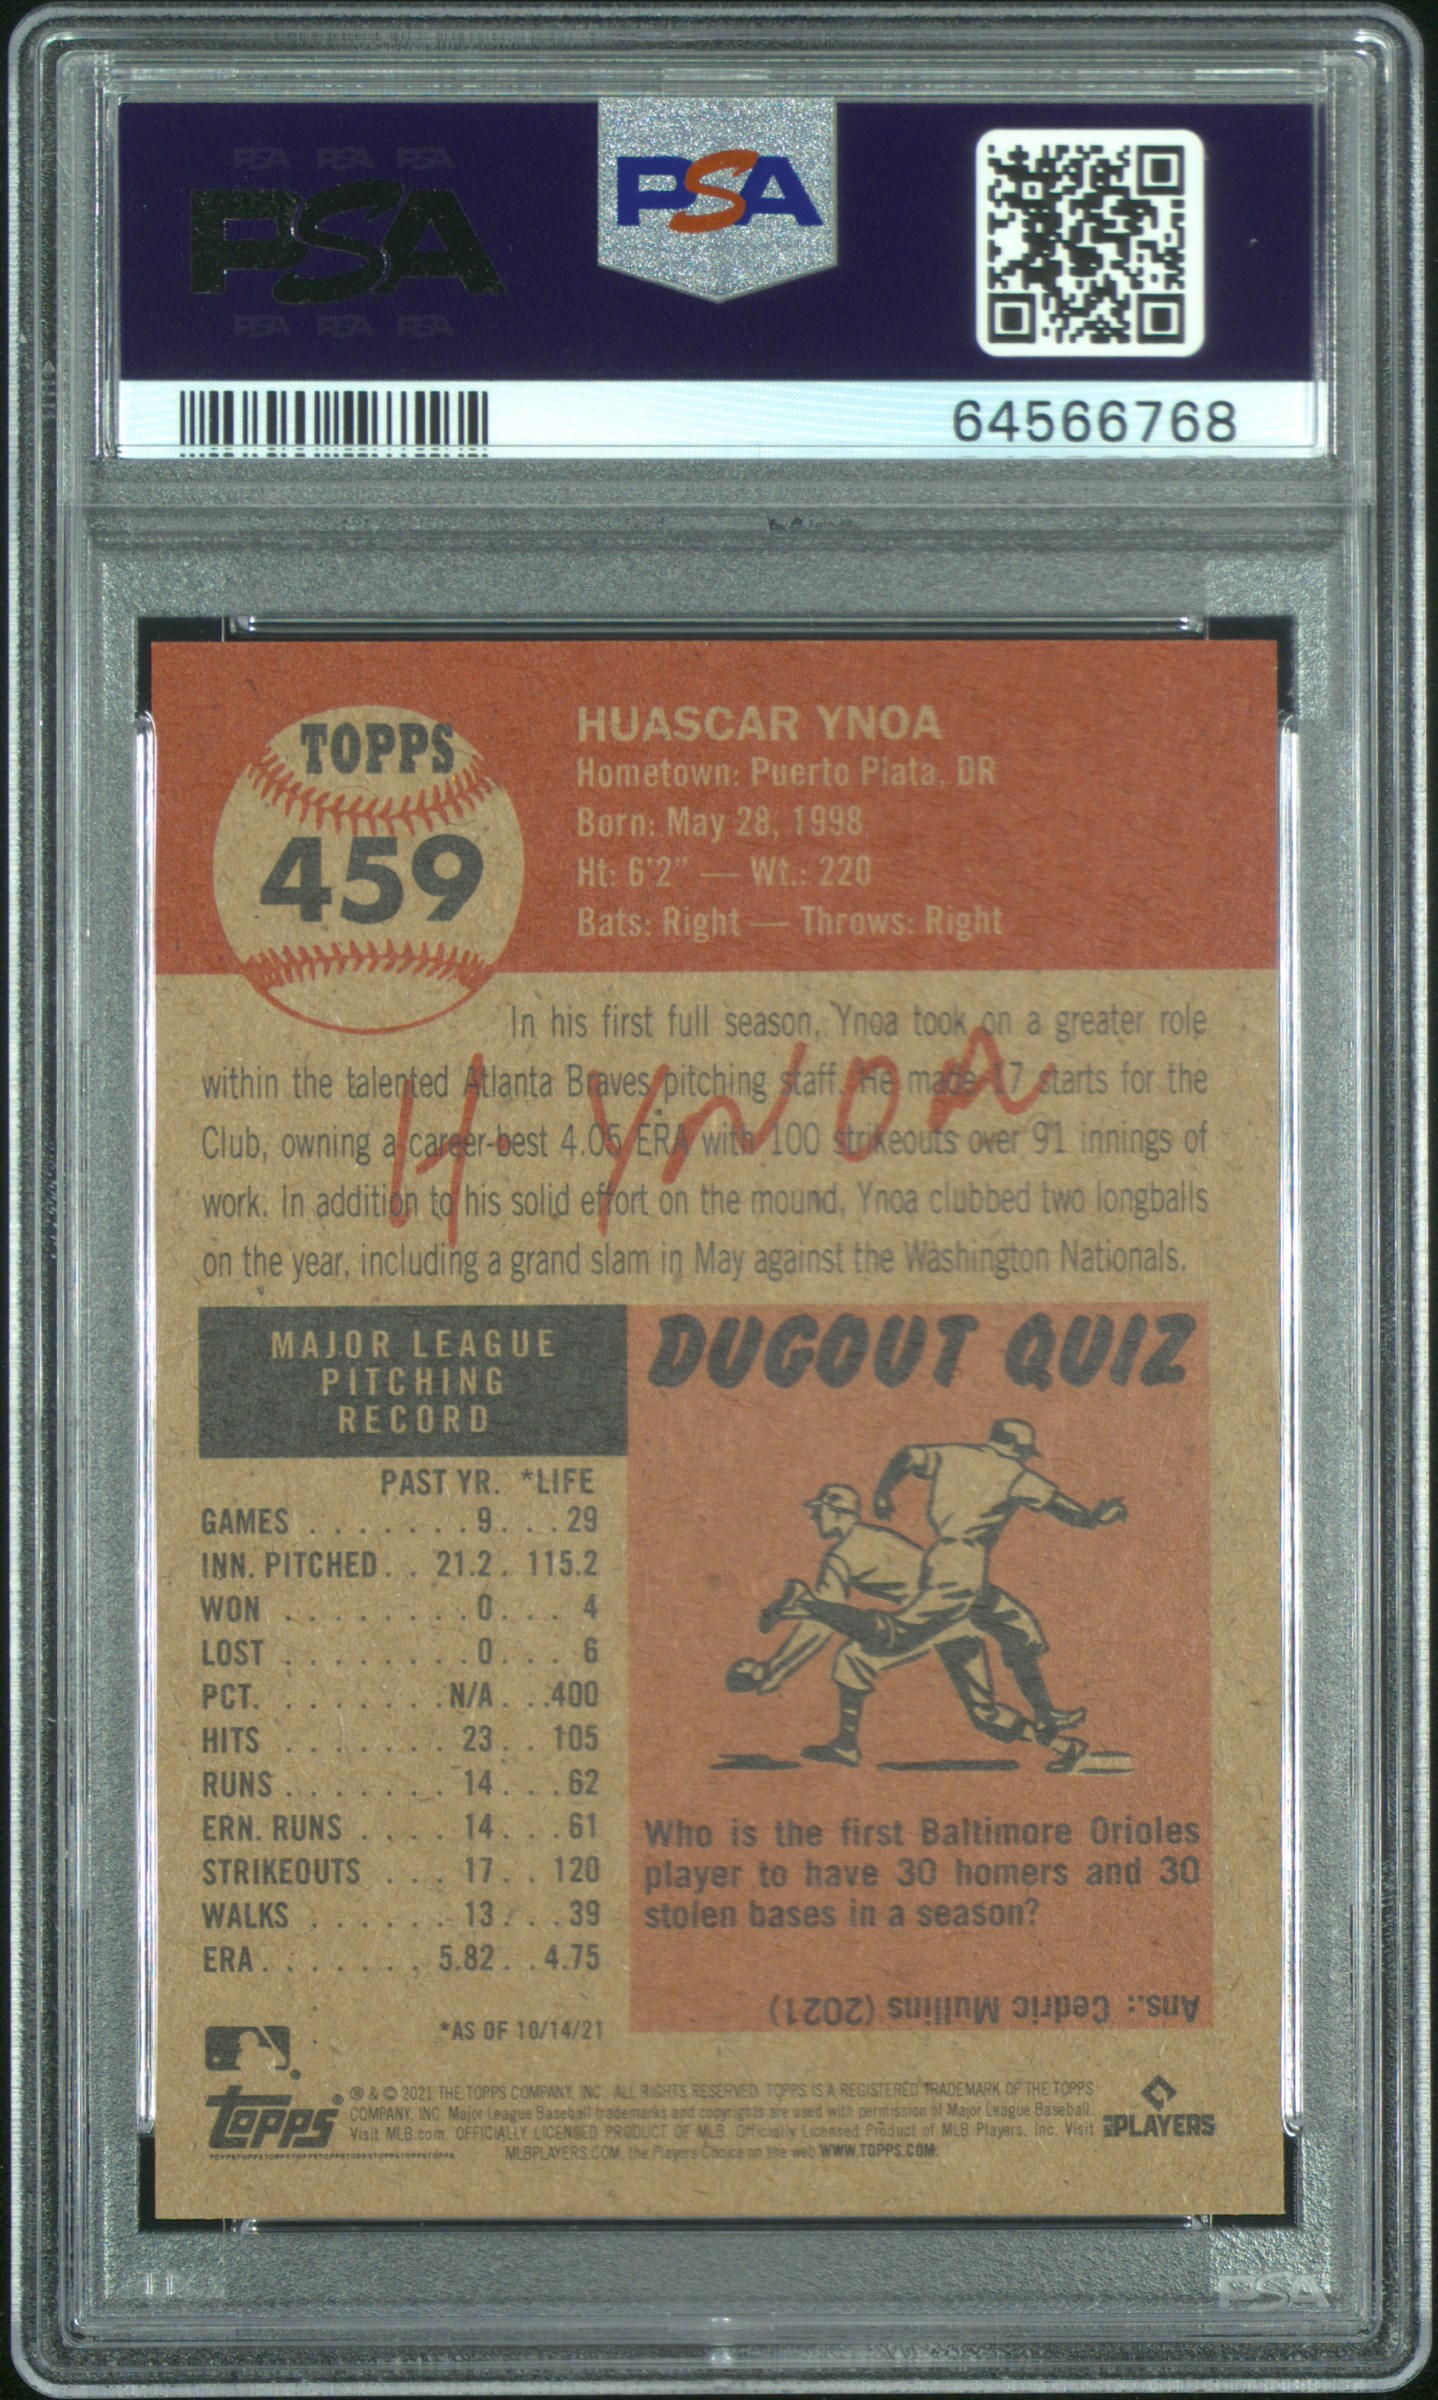 PSA PSA PSA
PSA
PSA PSA PSA
PSA
64566768
TOPPS
459
HUASCAR YNOA
Hometown: Puerto Plata, DR
Born: May 28, 1998
Ht: 6'2" — Wt.: 220
Bats: Right — Throws: Right
In his first full season, Ynoa took on a greater role
within the talented Atlanta Braves pitching staff. He made 17 starts for the
Club, owning a career-best 4.05 ERA with 100 strikeouts over 91 innings of
work. In addition to his solid effort on the mound, Ynoa clubbed two longballs
on the year, including a grand slam in May against the Washington Nationals.
H. YNOA
MAJOR LEAGUE
PITCHING
RECORD
PAST YR. *LIFE
GAMES . . . . . . . 9 . . . 29
INN. PITCHED . . 21.2 . 115.2
WON . . . . . . . . 0 . . . 4
LOST . . . . . . . . 0 . . . 6
PCT. . . . . . . . N/A . . .400
HITS . . . . . . . 23 . . 105
RUNS . . . . . . . 14 . . . 62
ERN. RUNS . . . . 14 . . . 61
STRIKEOUTS . . . 17 . . 120
WALKS . . . . . . 13 . . . 39
ERA . . . . . . . 5.82 . . 4.75
*AS OF 10/14/21
DUGOUT QUIZ
Who is the first Baltimore Orioles
player to have 30 homers and 30
stolen bases in a season?
Ans.: Cedric Mullins (2021)
TOPPS
® & © 2021 THE TOPPS COMPANY, INC. ALL RIGHTS RESERVED. TOPPS IS A REGISTERED TRADEMARK OF THE TOPPS
COMPANY, INC. Major League Baseball trademarks and copyrights are used with permission of Major League Baseball.
Visit MLB.com. OFFICIALLY LICENSED PRODUCT OF MLB. Officially Licensed Product of MLB Players, Inc. Visit
MLBPLAYERS.COM, the Players Choice on the web WWW.TOPPS.COM.
MLB PLAYERS
PSA